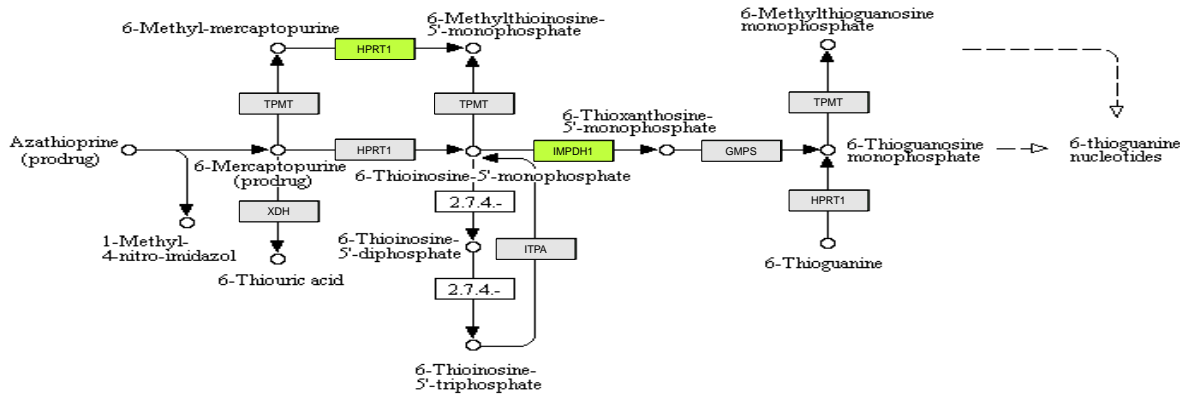 6-Methyl-mercaptopurine
6-Methylthioinosine-
5'-monophosphate
6-Methylthioguanosine
monophosphate
HPRT1
TPMT
TPMT
TPMT
Azathioprine
(prodrug)
6-Mercaptopurine
(prodrug)
HPRT1
6-Thioinosine-5'-monophosphate
IMPDH1
6-Thioxanthosine-
5'-monophosphate
GMPS
6-Thioguanosine
monophosphate
6-thioguanine
nucleotides
XDH
2.7.4.-
HPRT1
1-Methyl-
4-nitro-imidazol
6-Thiouric acid
6-Thioinosine-
5'-diphosphate
ITPA
6-Thioguanine
2.7.4.-
6-Thioinosine-
5'-triphosphate